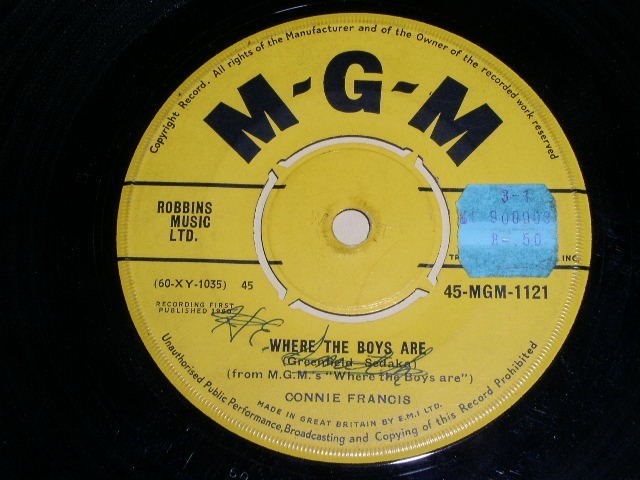 Copyright Record. All rights of the Manufacturer and of the Owner of the recorded work reserved
M-G-M
ROBBINS
MUSIC
LTD.
INC.
(60-XY-1035) 45
45-MGM-1121
RECORDING FIRST
PUBLISHED 1960
WHERE THE BOYS ARE
(Greenfield Sedaka)
(from M.G.M.'s "Where the Boys are")
CONNIE FRANCIS
MADE IN GREAT BRITAIN BY E.M.I LTD.
Unauthorised Public Performance, Broadcasting and Copying of this Record Prohibited